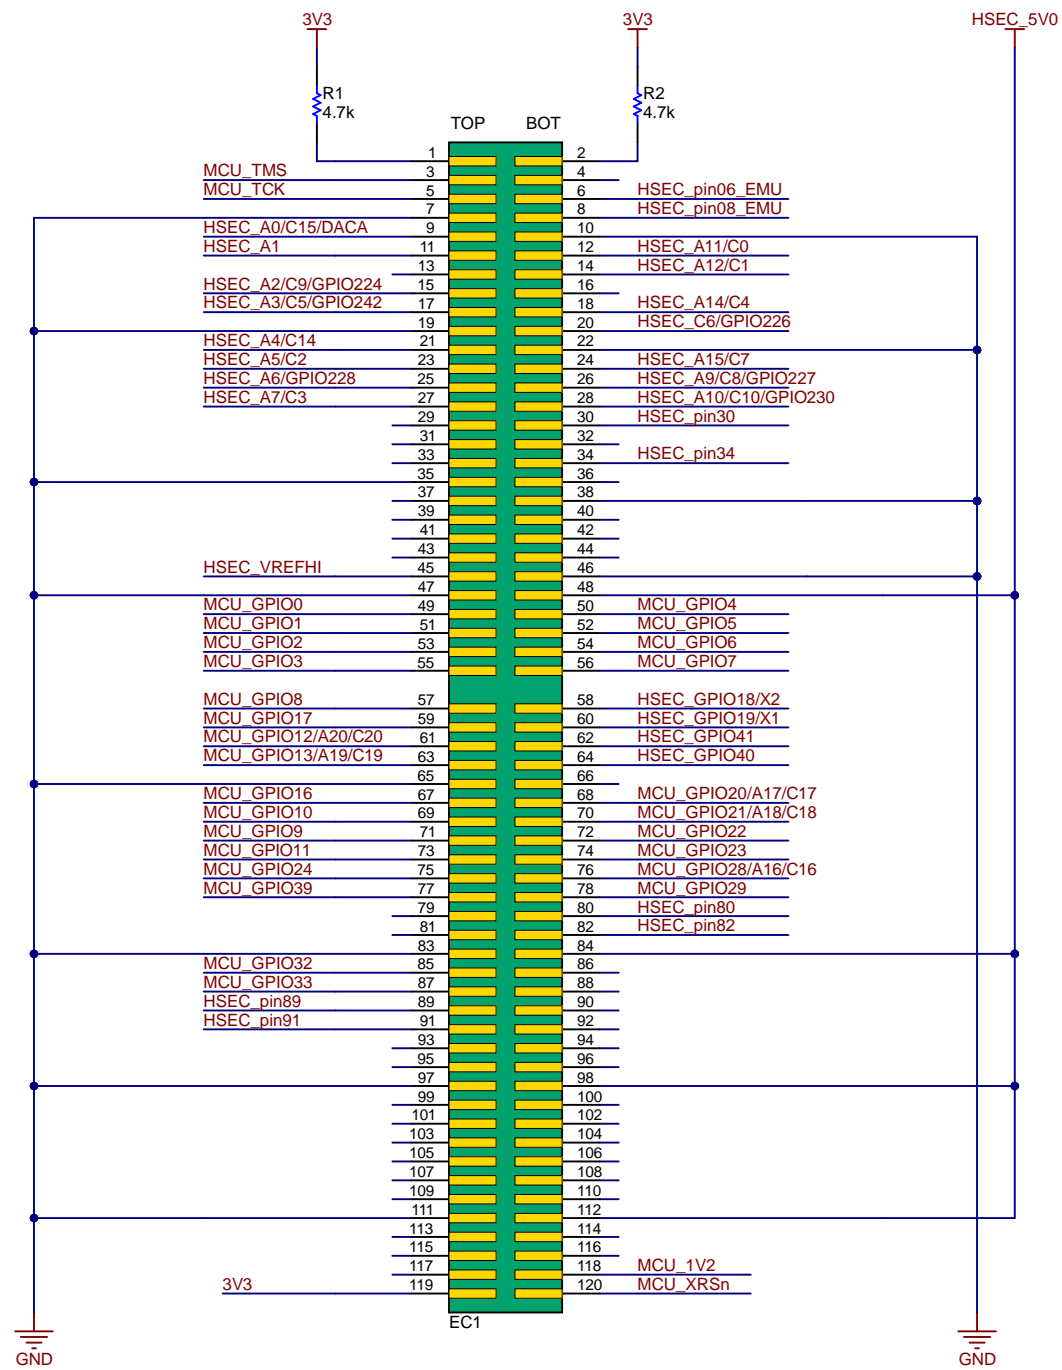 3V3 3V3 HSEC_5V0
R1 4.7k R2 4.7k
TOP BOT
1 2
MCU_TMS 3 4
MCU_TCK 5 6 HSEC_pin06_EMU
7 8 HSEC_pin08_EMU
HSEC_A0/C15/DACA 9 10
HSEC_A1 11 12 HSEC_A11/C0
13 14 HSEC_A12/C1
HSEC_A2/C9/GPIO224 15 16
HSEC_A3/C5/GPIO242 17 18 HSEC_A14/C4
19 20 HSEC_C6/GPIO226
HSEC_A4/C14 21 22
HSEC_A5/C2 23 24 HSEC_A15/C7
HSEC_A6/GPIO228 25 26 HSEC_A9/C8/GPIO227
HSEC_A7/C3 27 28 HSEC_A10/C10/GPIO230
29 30 HSEC_pin30
31 32
33 34 HSEC_pin34
35 36
37 38
39 40
41 42
43 44
HSEC_VREFHI 45 46
47 48
MCU_GPIO0 49 50 MCU_GPIO4
MCU_GPIO1 51 52 MCU_GPIO5
MCU_GPIO2 53 54 MCU_GPIO6
MCU_GPIO3 55 56 MCU_GPIO7
MCU_GPIO8 57 58 HSEC_GPIO18/X2
MCU_GPIO17 59 60 HSEC_GPIO19/X1
MCU_GPIO12/A20/C20 61 62 HSEC_GPIO41
MCU_GPIO13/A19/C19 63 64 HSEC_GPIO40
65 66
MCU_GPIO16 67 68 MCU_GPIO20/A17/C17
MCU_GPIO10 69 70 MCU_GPIO21/A18/C18
MCU_GPIO9 71 72 MCU_GPIO22
MCU_GPIO11 73 74 MCU_GPIO23
MCU_GPIO24 75 76 MCU_GPIO28/A16/C16
MCU_GPIO39 77 78 MCU_GPIO29
79 80 HSEC_pin80
81 82 HSEC_pin82
83 84
MCU_GPIO32 85 86
MCU_GPIO33 87 88
HSEC_pin89 89 90
HSEC_pin91 91 92
93 94
95 96
97 98
99 100
101 102
103 104
105 106
107 108
109 110
111 112
113 114
115 116
117 118 MCU_1V2
3V3 119 120 MCU_XRSn
EC1
GND GND